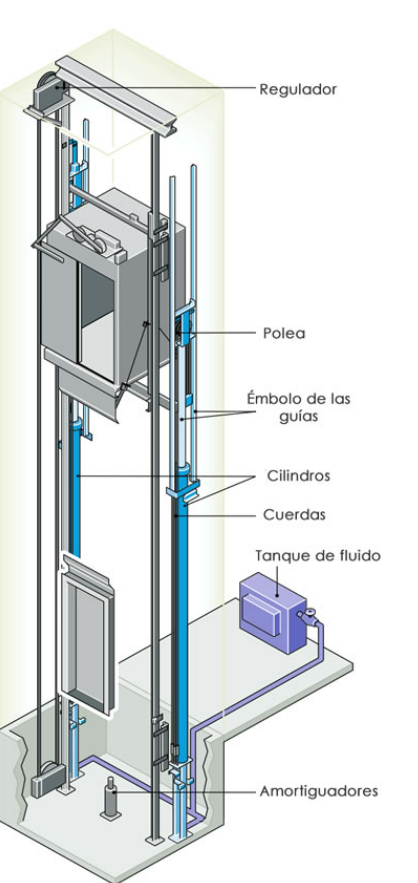 Regulador
Polea
Émbolo de las
guías
Cilindros
Cuerdas
Tanque de fluido
Amortiguadores